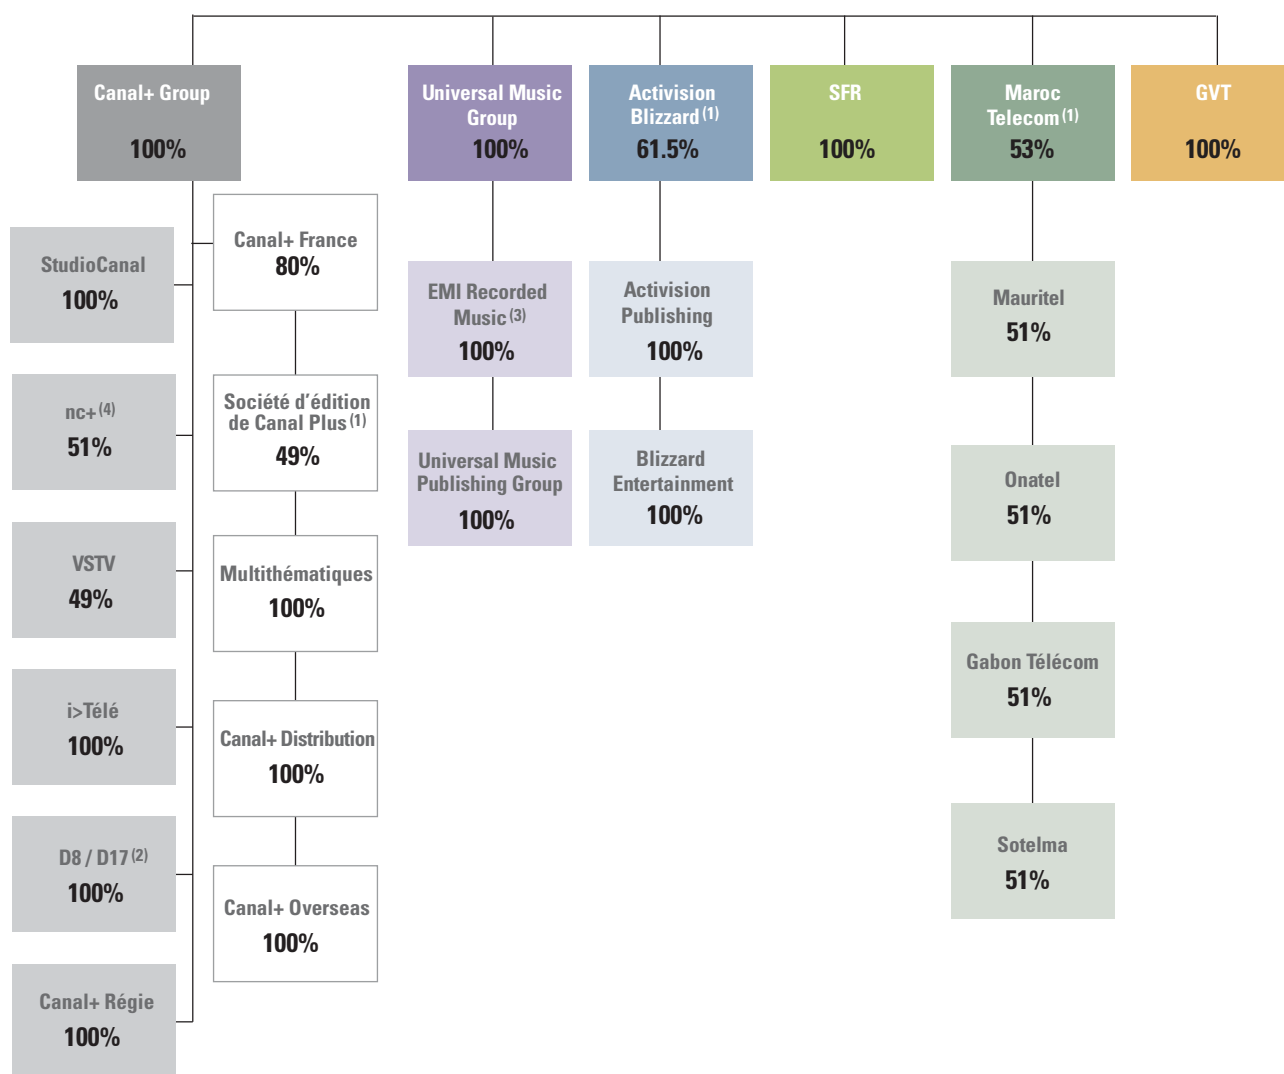 Canal+ Group
100%
Universal Music
Group
100%
Activision
Blizzard (1)
61.5%
SFR
100%
Maroc
Telecom (1)
53%
GVT
100%
StudioCanal
100%
nc+ (4)
51%
VSTV
49%
i>Télé
100%
D8 / D17 (2)
100%
Canal+ Régie
100%
Canal+ France
80%
Société d'édition
de Canal Plus (1)
49%
Multithématiques
100%
Canal+ Distribution
100%
Canal+ Overseas
100%
EMI Recorded
Music (3)
100%
Universal Music
Publishing Group
100%
Activision
Publishing
100%
Blizzard
Entertainment
100%
Mauritel
51%
Onatel
51%
Gabon Télécom
51%
Sotelma
51%